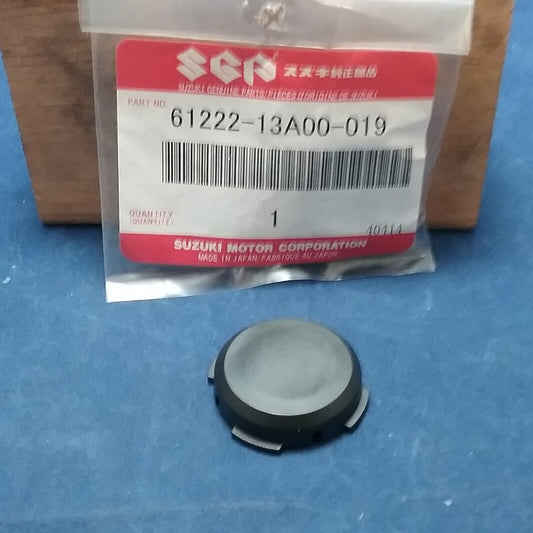 SGP スズキ純正部品
SUZUKI GENUINE PARTS/PIECES D'ORIGINE DE SUZUKI
PART NO.
61222-13A00-019
QUANTITY
(QUANTITÉ)
1
40414
SUZUKI MOTOR CORPORATION
MADE IN JAPAN/FABRIQUE AU JAPON